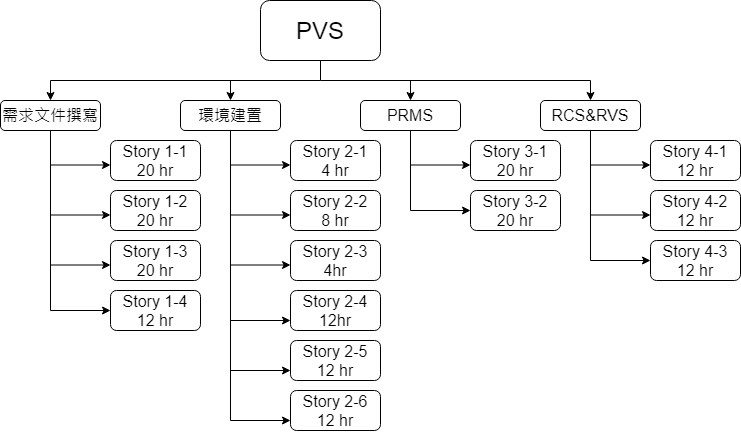 PVS
需求文件撰寫
環境建置
PRMS
RCS&RVS
Story 1-1
20 hr
Story 1-2
20 hr
Story 1-3
20 hr
Story 1-4
12 hr
Story 2-1
4 hr
Story 2-2
8 hr
Story 2-3
4hr
Story 2-4
12hr
Story 2-5
12 hr
Story 2-6
12 hr
Story 3-1
20 hr
Story 3-2
20 hr
Story 4-1
12 hr
Story 4-2
12 hr
Story 4-3
12 hr